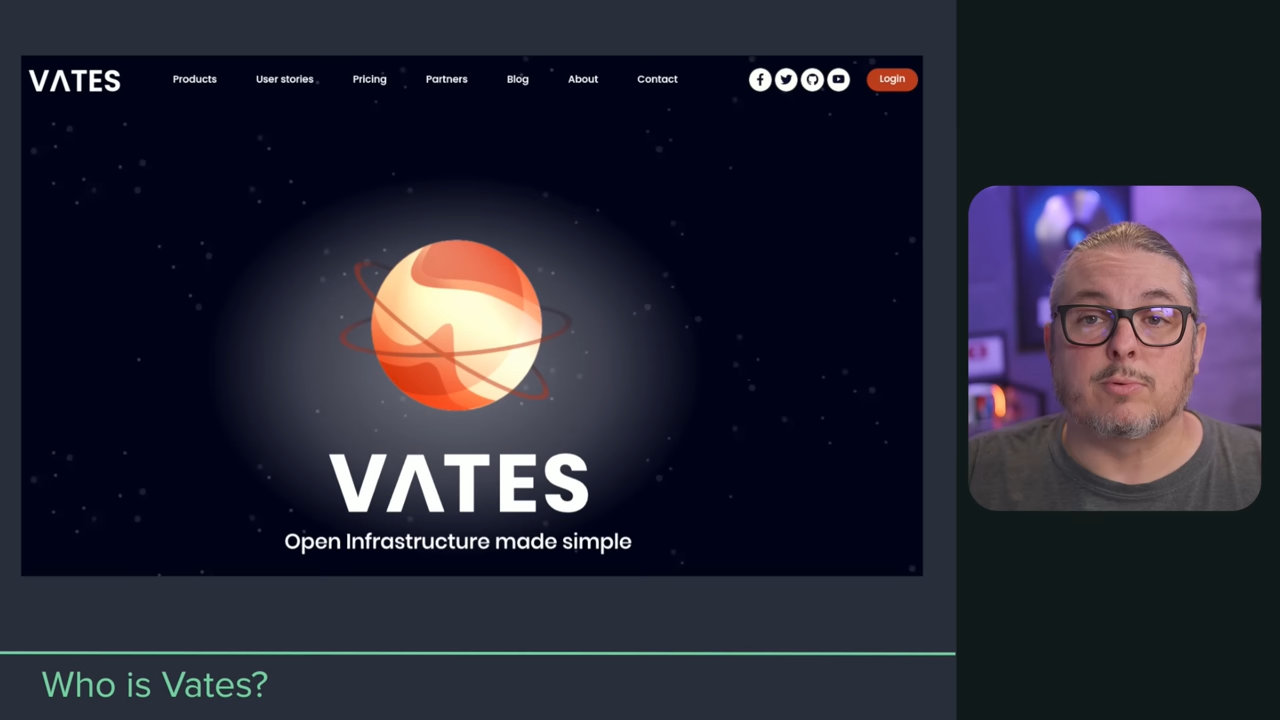 VATES
Products User stories Pricing Partners Blog About Contact Login
VATES
Open Infrastructure made simple
Who is Vates?